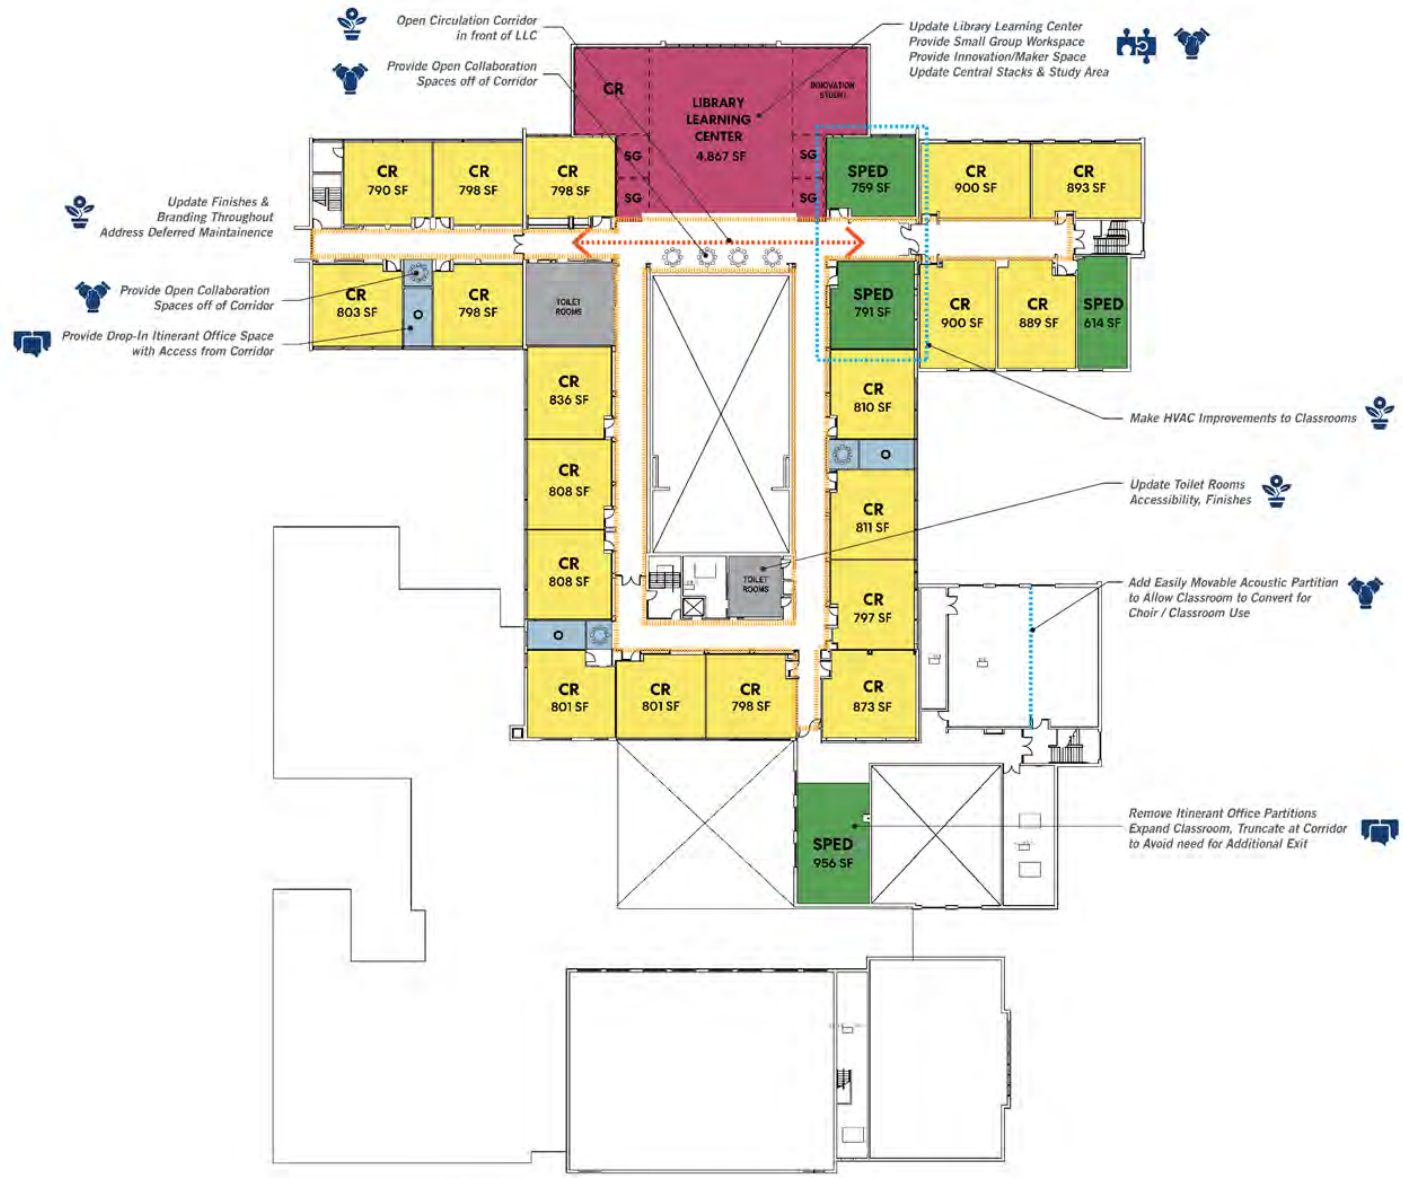 Open Circulation Corridor
in front of LLC
Provide Open Collaboration
Spaces off of Corridor
Update Library Learning Center
Provide Small Group Workspace
Provide Innovation/Maker Space
Update Central Stacks & Study Area
CR
INNOVATION
LIBRARY
LEARNING
CENTER
4,867 SF
SG
SG
SG
SG
CR
790 SF
CR
798 SF
CR
798 SF
SPED
759 SF
CR
900 SF
CR
893 SF
Update Finishes &
Branding Throughout
Address Deferred Maintainence
Provide Open Collaboration
Spaces off of Corridor
Provide Drop-In Itinerant Office Space
with Access from Corridor
CR
803 SF
O
CR
798 SF
TOILET
ROOMS
SPED
791 SF
CR
900 SF
CR
889 SF
SPED
614 SF
CR
836 SF
CR
810 SF
Make HVAC Improvements to Classrooms
O
CR
808 SF
CR
811 SF
Update Toilet Rooms
Accessibility, Finishes
CR
808 SF
TOILET
ROOMS
CR
797 SF
Add Easily Movable Acoustic Partition
to Allow Classroom to Convert for
Choir / Classroom Use
O
CR
801 SF
CR
801 SF
CR
798 SF
CR
873 SF
SPED
956 SF
Remove Itinerant Office Partitions
Expand Classroom, Truncate at Corridor
to Avoid need for Additional Exit